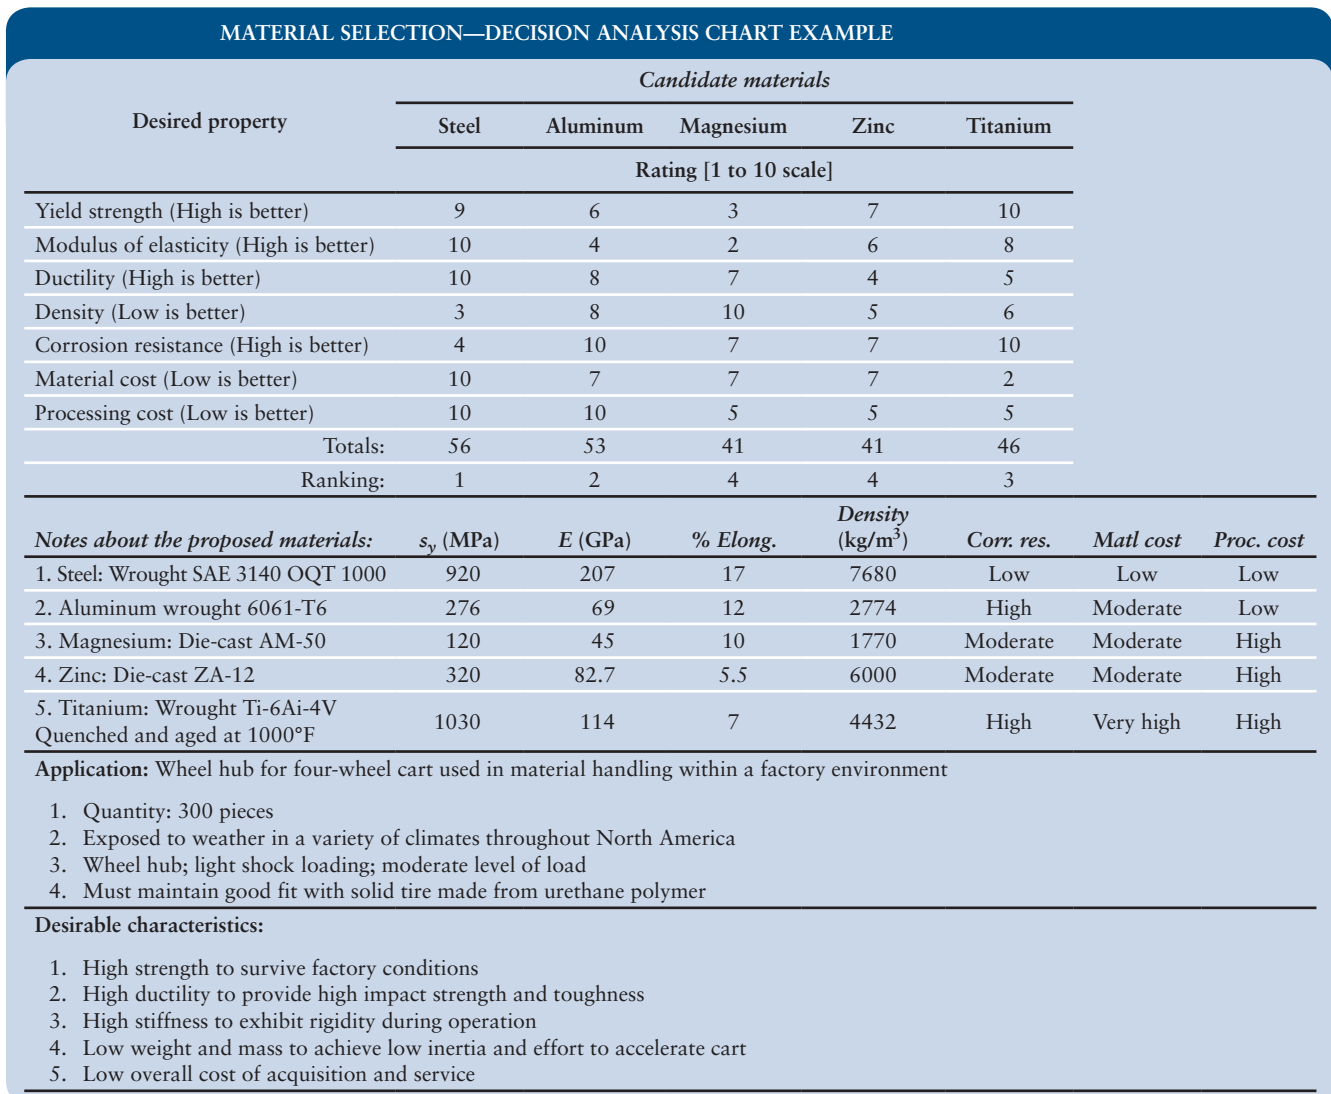 MATERIAL SELECTION—DECISION ANALYSIS CHART EXAMPLE
Candidate materials
Desired property
Steel Aluminum Magnesium Zinc Titanium
Rating [1 to 10 scale]
Yield strength (High is better) 9 6 3 7 10
Modulus of elasticity (High is better) 10 4 2 6 8
Ductility (High is better) 10 8 7 4 5
Density (Low is better) 3 8 10 5 6
Corrosion resistance (High is better) 4 10 7 7 10
Material cost (Low is better) 10 7 7 7 2
Processing cost (Low is better) 10 10 5 5 5
Totals: 56 53 41 41 46
Ranking: 1 2 4 4 3
Notes about the proposed materials: sy (MPa) E (GPa) % Elong. Density (kg/m³) Corr. res. Matl cost Proc. cost
1. Steel: Wrought SAE 3140 OQT 1000 920 207 17 7680 Low Low Low
2. Aluminum wrought 6061-T6 276 69 12 2774 High Moderate Low
3. Magnesium: Die-cast AM-50 120 45 10 1770 Moderate Moderate High
4. Zinc: Die-cast ZA-12 320 82.7 5.5 6000 Moderate Moderate High
5. Titanium: Wrought Ti-6Ai-4V
Quenched and aged at 1000°F 1030 114 7 4432 High Very high High
Application: Wheel hub for four-wheel cart used in material handling within a factory environment
1. Quantity: 300 pieces
2. Exposed to weather in a variety of climates throughout North America
3. Wheel hub; light shock loading; moderate level of load
4. Must maintain good fit with solid tire made from urethane polymer
Desirable characteristics:
1. High strength to survive factory conditions
2. High ductility to provide high impact strength and toughness
3. High stiffness to exhibit rigidity during operation
4. Low weight and mass to achieve low inertia and effort to accelerate cart
5. Low overall cost of acquisition and service